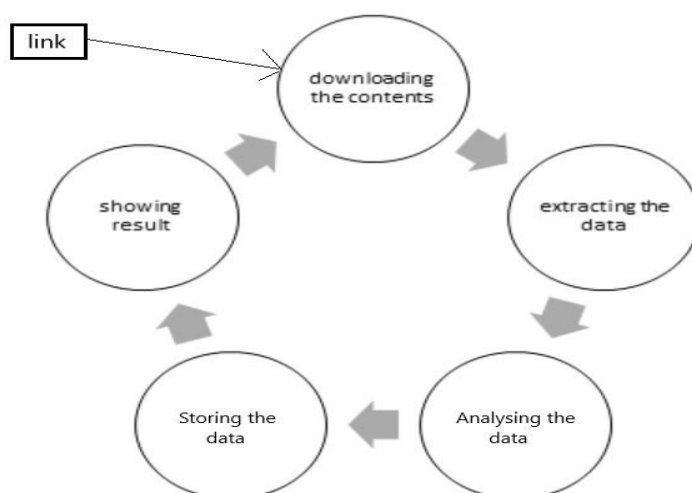 link
downloading
the contents
extracting the
data
Analysing the
data
Storing the
data
showing
result